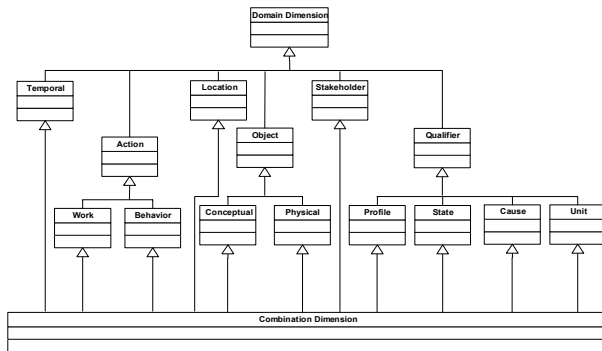 Domain Dimension
Temporal
Location
Stakeholder
Action
Object
Qualifier
Work
Behavior
Conceptual
Physical
Profile
State
Cause
Unit
Combination Dimension